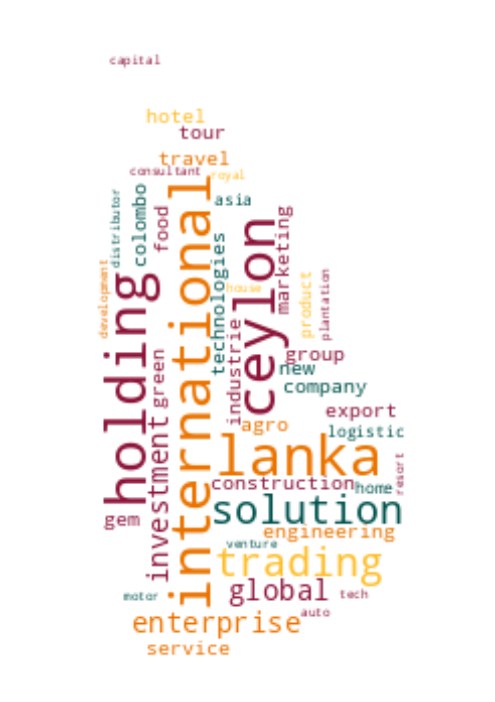 capital
hotel
tour
travel
consultant
royal
asia
distributor
colombo
food
international
technologies
ceylon
marketing
development
holding
house
product
plantation
industrie
green
group
new
company
export
agro
logistic
investment
lanka
resort
construction
home
gem
solution
engineering
venture
trading
global
motor
tech
auto
enterprise
service